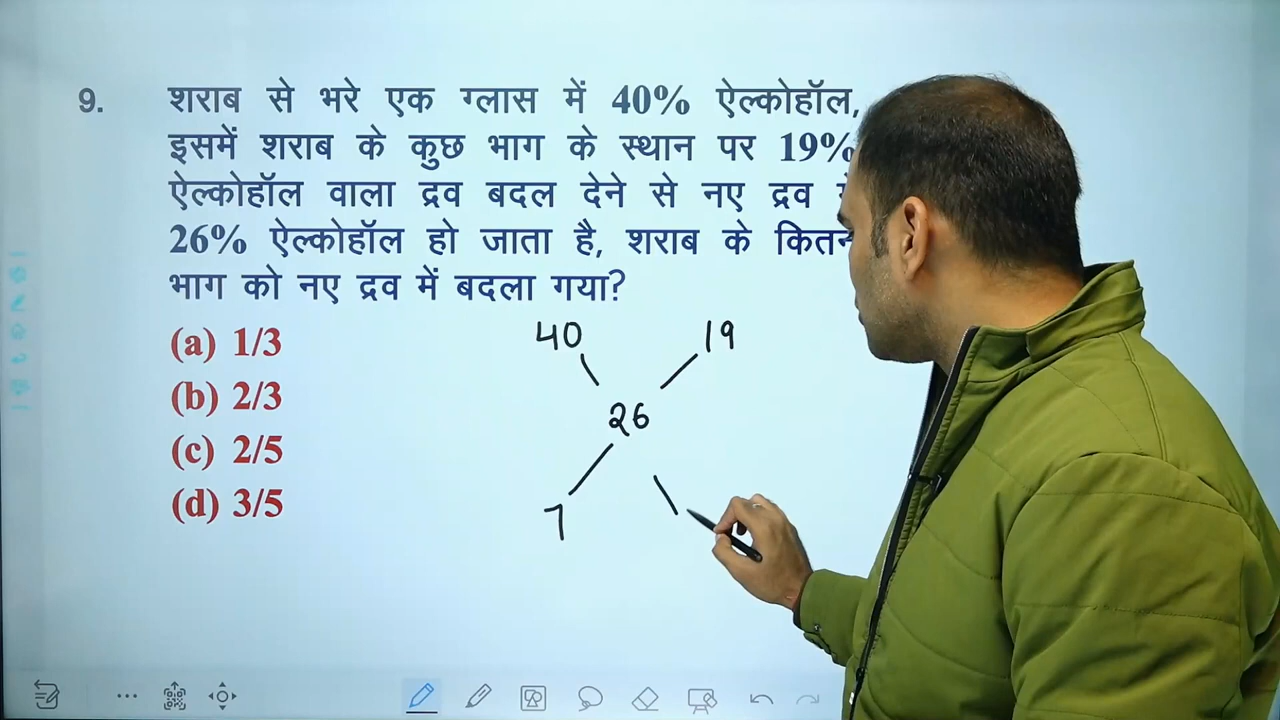 9. शराब से भरे एक ग्लास में 40% ऐल्कोहॉल,
इसमें शराब के कुछ भाग के स्थान पर 19%
ऐल्कोहॉल वाला द्रव बदल देने से नए द्रव
26% ऐल्कोहॉल हो जाता है, शराब के
भाग को नए द्रव में बदला गया?
(a) 1/3
(b) 2/3
(c) 2/5
(d) 3/5
40 19
26
7